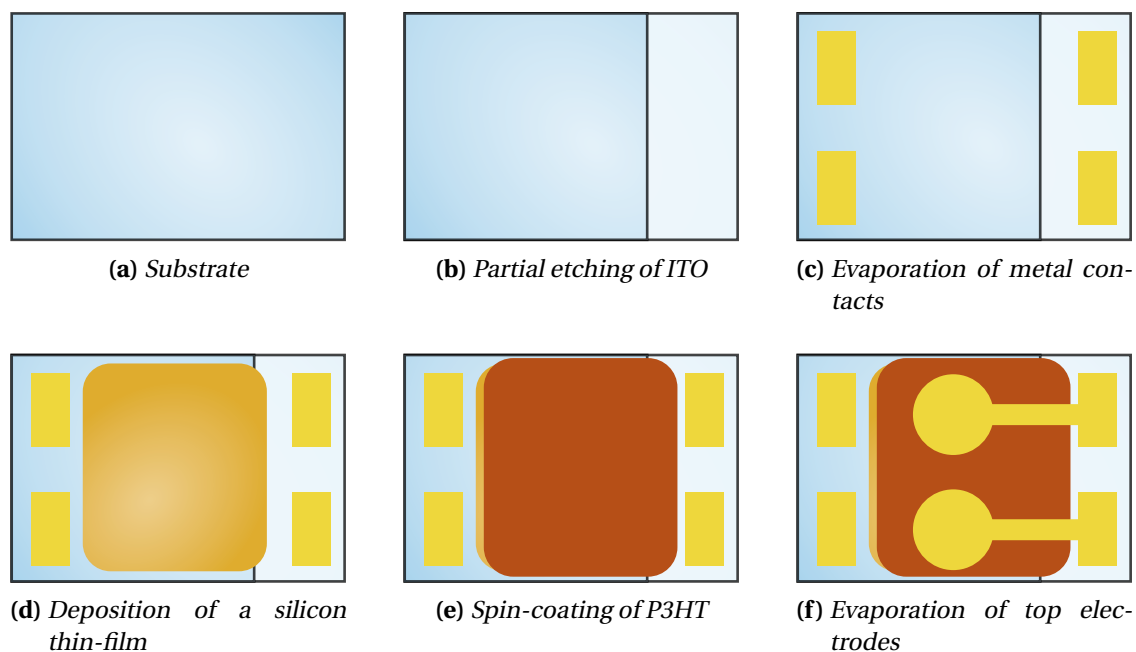 (a) Substrate
(b) Partial etching of ITO
(c) Evaporation of metal con-
tacts
(d) Deposition of a silicon
thin-film
(e) Spin-coating of P3HT
(f) Evaporation of top elec-
trodes